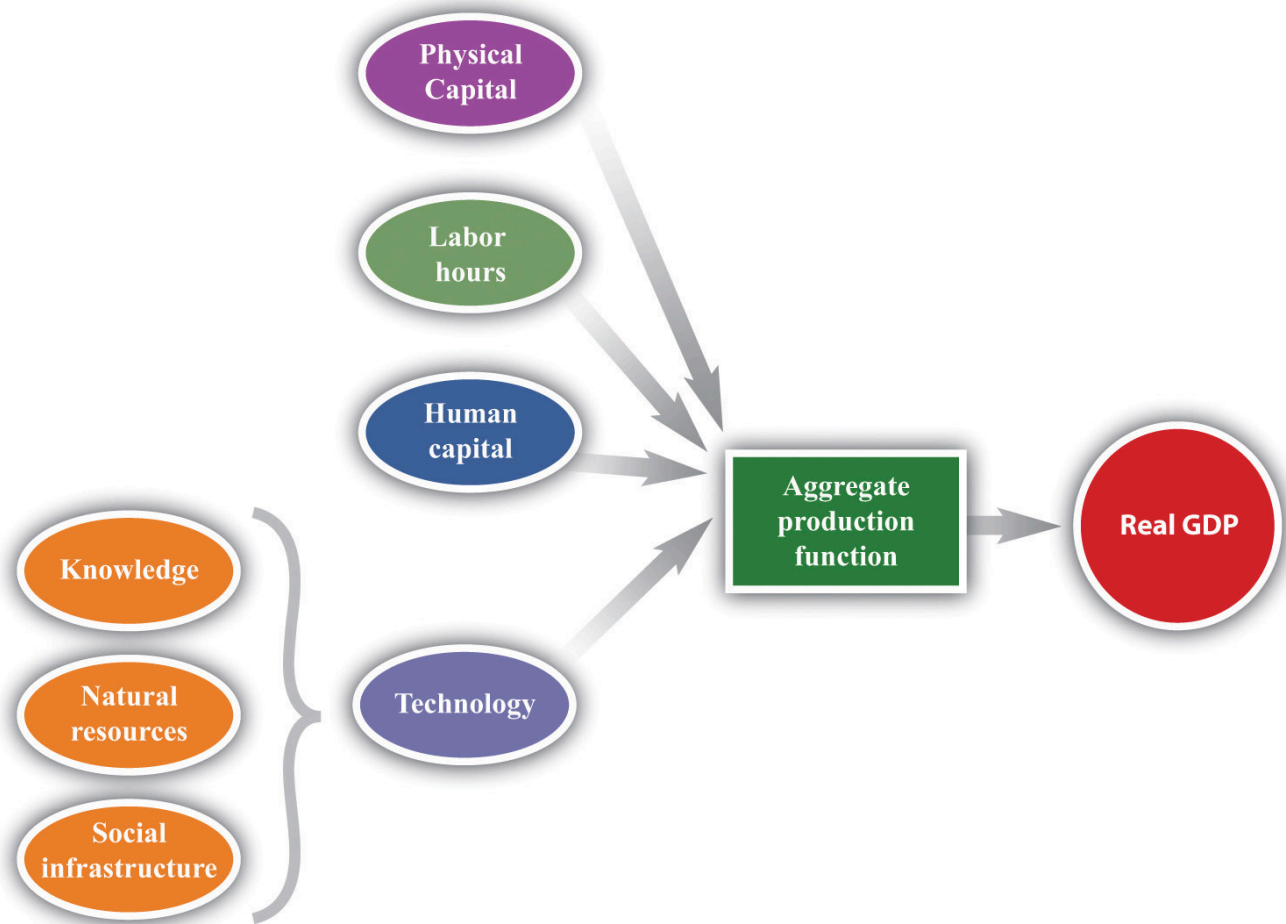 Physical
Capital
Labor
hours
Human
capital
Aggregate
production
function
Real GDP
Knowledge
Natural
resources
Social
infrastructure
Technology